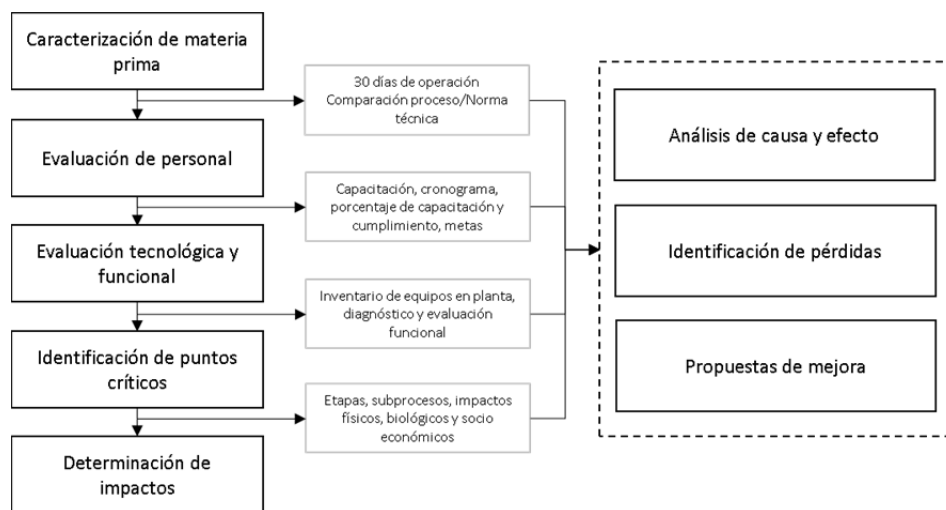 Caracterización de materia
prima
30 días de operación
Comparación proceso/Norma
técnica
Evaluación de personal
Capacitación, cronograma,
porcentaje de capacitación y
cumplimiento, metas
Evaluación tecnológica y
funcional
Inventario de equipos en planta,
diagnóstico y evaluación
funcional
Identificación de puntos
críticos
Etapas, subprocesos, impactos
físicos, biológicos y socio
económicos
Determinación de
impactos
Análisis de causa y efecto
Identificación de pérdidas
Propuestas de mejora